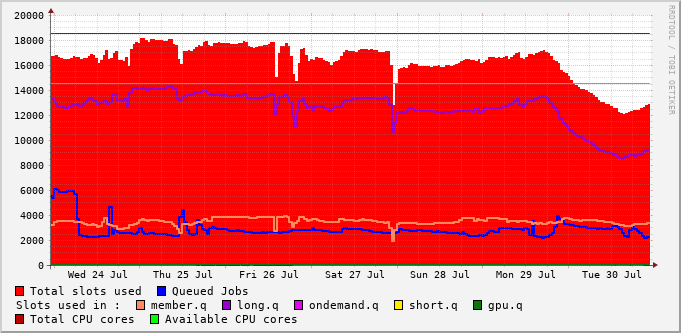 20000
18000
16000
14000
12000
10000
8000
6000
4000
2000
0
Wed 24 Jul Thu 25 Jul Fri 26 Jul Sat 27 Jul Sun 28 Jul Mon 29 Jul Tue 30 Jul
Total slots used Queued Jobs
Slots used in : member.q long.q ondemand.q short.q gpu.q
Total CPU cores Available CPU cores
RRDTOOL / TOBI OETIKER